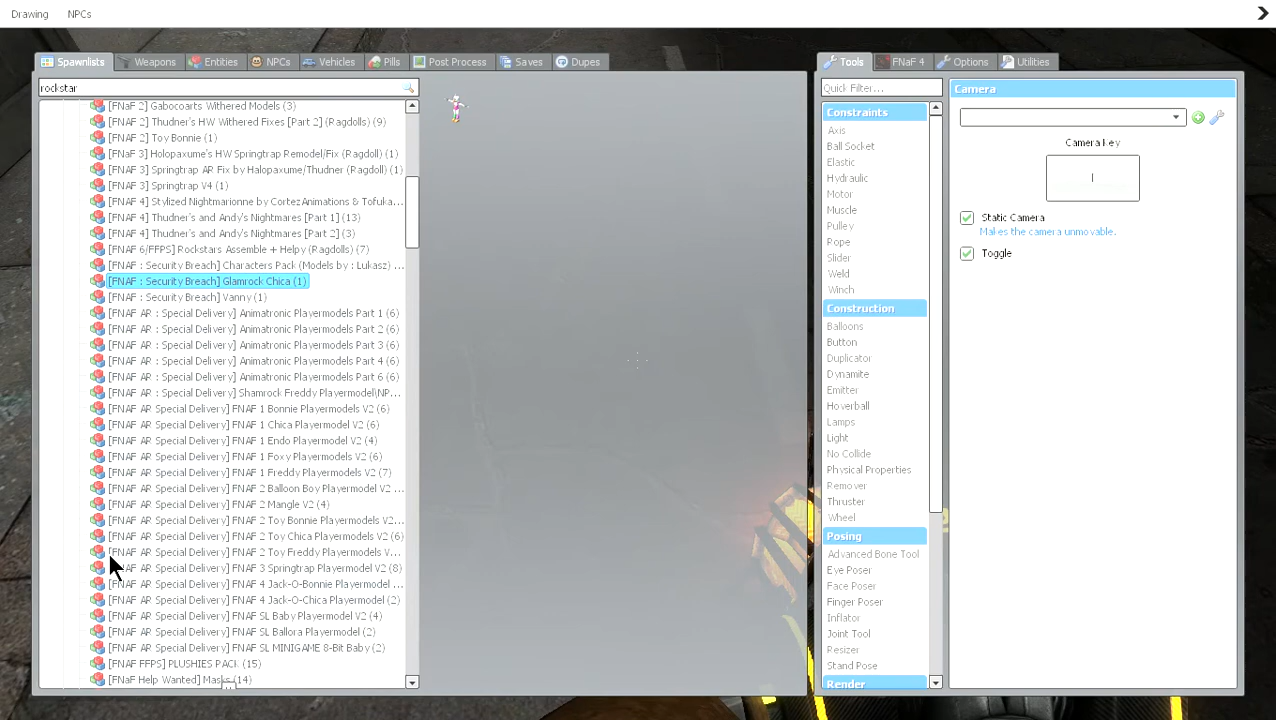 Drawing NPCs
Spawnlists Weapons Entities NPCs Vehicles Pills Post Process Saves Dupes
Tools FNaF 4 Options Utilities
rockstar
[FNaF 2] Gabocoarts Withered Models (3)
[FNAF 2] Thudner's HW Withered Fixes [Part 2] (Ragdolls) (9)
[FNAF 2] Toy Bonnie (1)
[FNAF 3] Holopaxume's HW Springtrap Remodel/Fix (Ragdoll) (1)
[FNAF 3] Springtrap AR Fix by Halopaxume/Thudner (Ragdoll) (1)
[FNAF 3] Springtrap V4 (1)
[FNAF 4] Stylized Nightmarionne by CortezAnimations & Tofuka...
[FNAF 4] Thudner's and Andy's Nightmares [Part 1] (13)
[FNAF 4] Thudner's and Andy's Nightmares [Part 2] (3)
[FNAF 6/FFPS] Rockstars Assemble + Helpy (Ragdolls) (7)
[FNAF : Security Breach] Characters Pack (Models by : Lukasz) ...
[FNAF : Security Breach] Glamrock Chica (1)
[FNAF : Security Breach] Vanny (1)
[FNAF AR : Special Delivery] Animatronic Playermodels Part 1 (6)
[FNAF AR : Special Delivery] Animatronic Playermodels Part 2 (6)
[FNAF AR : Special Delivery] Animatronic Playermodels Part 3 (6)
[FNAF AR : Special Delivery] Animatronic Playermodels Part 4 (6)
[FNAF AR : Special Delivery] Animatronic Playermodels Part 6 (6)
[FNAF AR : Special Delivery] Shamrock Freddy Playermodel\NP...
[FNAF AR Special Delivery] FNAF 1 Bonnie Playermodels V2 (6)
[FNAF AR Special Delivery] FNAF 1 Chica Playermodel V2 (6)
[FNAF AR Special Delivery] FNAF 1 Endo Playermodel V2 (4)
[FNAF AR Special Delivery] FNAF 1 Foxy Playermodel V2 (6)
[FNAF AR Special Delivery] FNAF 1 Freddy Playermodel V2 (7)
[FNAF AR Special Delivery] FNAF 2 Balloon Boy Playermodel V2 ...
[FNAF AR Special Delivery] FNAF 2 Mangle V2 (4)
[FNAF AR Special Delivery] FNAF 2 Toy Bonnie Playermodels V2...
[FNAF AR Special Delivery] FNAF 2 Toy Chica Playermodels V2 (6)
[FNAF AR Special Delivery] FNAF 2 Toy Freddy Playermodels V...
[FNAF AR Special Delivery] FNAF 3 Springtrap Playermodel V2 (8)
[FNAF AR Special Delivery] FNAF 4 Jack-O-Bonnie Playermodel ...
[FNAF AR Special Delivery] FNAF 4 Jack-O-Chica Playermodel (2)
[FNAF AR Special Delivery] FNAF SL Baby Playermodel V2 (4)
[FNAF AR Special Delivery] FNAF SL Ballora Playermodel (2)
[FNAF AR Special Delivery] FNAF SL MINIGAME 8-Bit Baby (2)
[FNAF FFPS] PLUSHIES PACK (15)
[FNaF Help Wanted] Masks (14)
...
Quick Filter...
Constraints
Axis
Ball Socket
Elastic
Hydraulic
Motor
Muscle
Pulley
Rope
Slider
Weld
Winch
Construction
Balloons
Button
Duplicator
Dynamite
Emitter
Hoverball
Lamps
Light
No Collide
Physical Properties
Remover
Thruster
Wheel
Posing
Advanced Bone Tool
Eye Poser
Face Poser
Finger Poser
Inflator
Joint Tool
Resizer
Stand Pose
Render
Camera
Camera Key
Static Camera
Makes the camera unmovable.
Toggle